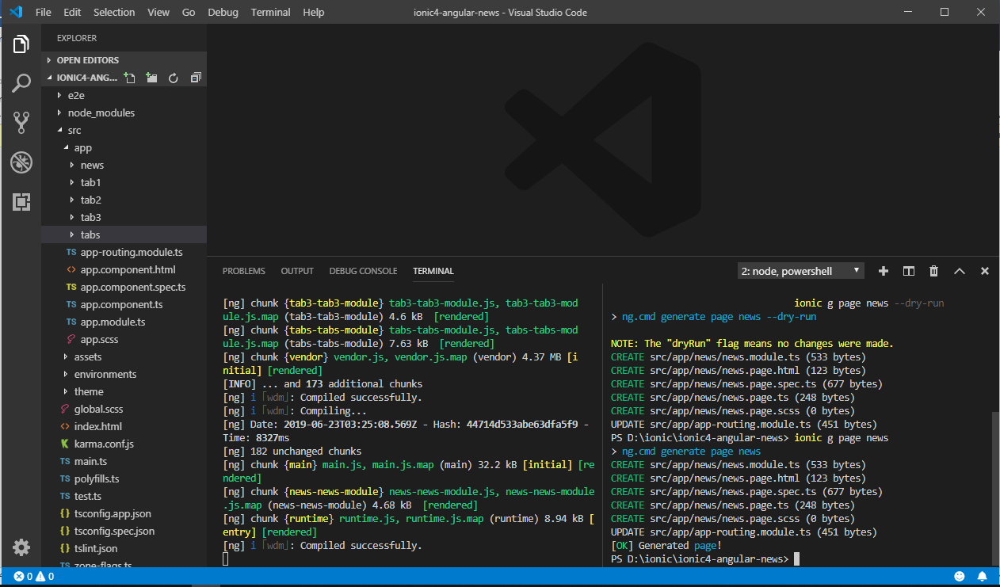 File Edit Selection View Go Debug Terminal Help
ionic4-angular-news - Visual Studio Code
EXPLORER
OPEN EDITORS
IONIC4-ANG...
e2e
node_modules
src
app
news
tab1
tab2
tab3
tabs
TS app-routing.module.ts
<> app.component.html
TS app.component.spec.ts
TS app.component.ts
TS app.module.ts
app.scss
assets
environments
theme
global.scss
<> index.html
karma.conf.js
TS main.ts
TS polyfills.ts
TS test.ts
{} tsconfig.app.json
{} tsconfig.spec.json
{} tslint.json
TS zone-flags.ts
0 0
PROBLEMS OUTPUT DEBUG CONSOLE TERMINAL
2: node, powershell
[ng] chunk {tab3-tab3-module} tab3-tab3-module.js, tab3-tab3-mod
ule.js.map (tab3-tab3-module) 4.6 kB  [rendered]
[ng] chunk {tabs-tabs-module} tabs-tabs-module.js, tabs-tabs-mod
ule.js.map (tabs-tabs-module) 7.63 kB  [rendered]
[ng] chunk {vendor} vendor.js, vendor.js.map (vendor) 4.37 MB [i
nitial] [rendered]
[INFO] ... and 173 additional chunks
[ng] i ｢wdm｣: Compiled successfully.
[ng] i ｢wdm｣: Compiling...
[ng] Date: 2019-06-23T03:25:08.569Z - Hash: 44714d533abe63dfa5f9 -
Time: 8327ms
[ng] 182 unchanged chunks
[ng] chunk {main} main.js, main.js.map (main) 32.2 kB [initial] [re
ndered]
[ng] chunk {news-news-module} news-news-module.js, news-news-module
.js.map (news-news-module) 4.68 kB  [rendered]
[ng] chunk {runtime} runtime.js, runtime.js.map (runtime) 8.94 kB [
entry] [rendered]
[ng] i ｢wdm｣: Compiled successfully.
ionic g page news --dry-run
> ng.cmd generate page news --dry-run
NOTE: The "dryRun" flag means no changes were made.
CREATE src/app/news/news.module.ts (533 bytes)
CREATE src/app/news/news.page.html (123 bytes)
CREATE src/app/news/news.page.spec.ts (677 bytes)
CREATE src/app/news/news.page.ts (248 bytes)
CREATE src/app/news/news.page.scss (0 bytes)
UPDATE src/app/app-routing.module.ts (451 bytes)
PS D:\ionic\ionic4-angular-news> ionic g page news
> ng.cmd generate page news
CREATE src/app/news/news.module.ts (533 bytes)
CREATE src/app/news/news.page.html (123 bytes)
CREATE src/app/news/news.page.spec.ts (677 bytes)
CREATE src/app/news/news.page.ts (248 bytes)
CREATE src/app/news/news.page.scss (0 bytes)
UPDATE src/app/app-routing.module.ts (451 bytes)
[OK] Generated page!
PS D:\ionic\ionic4-angular-news>